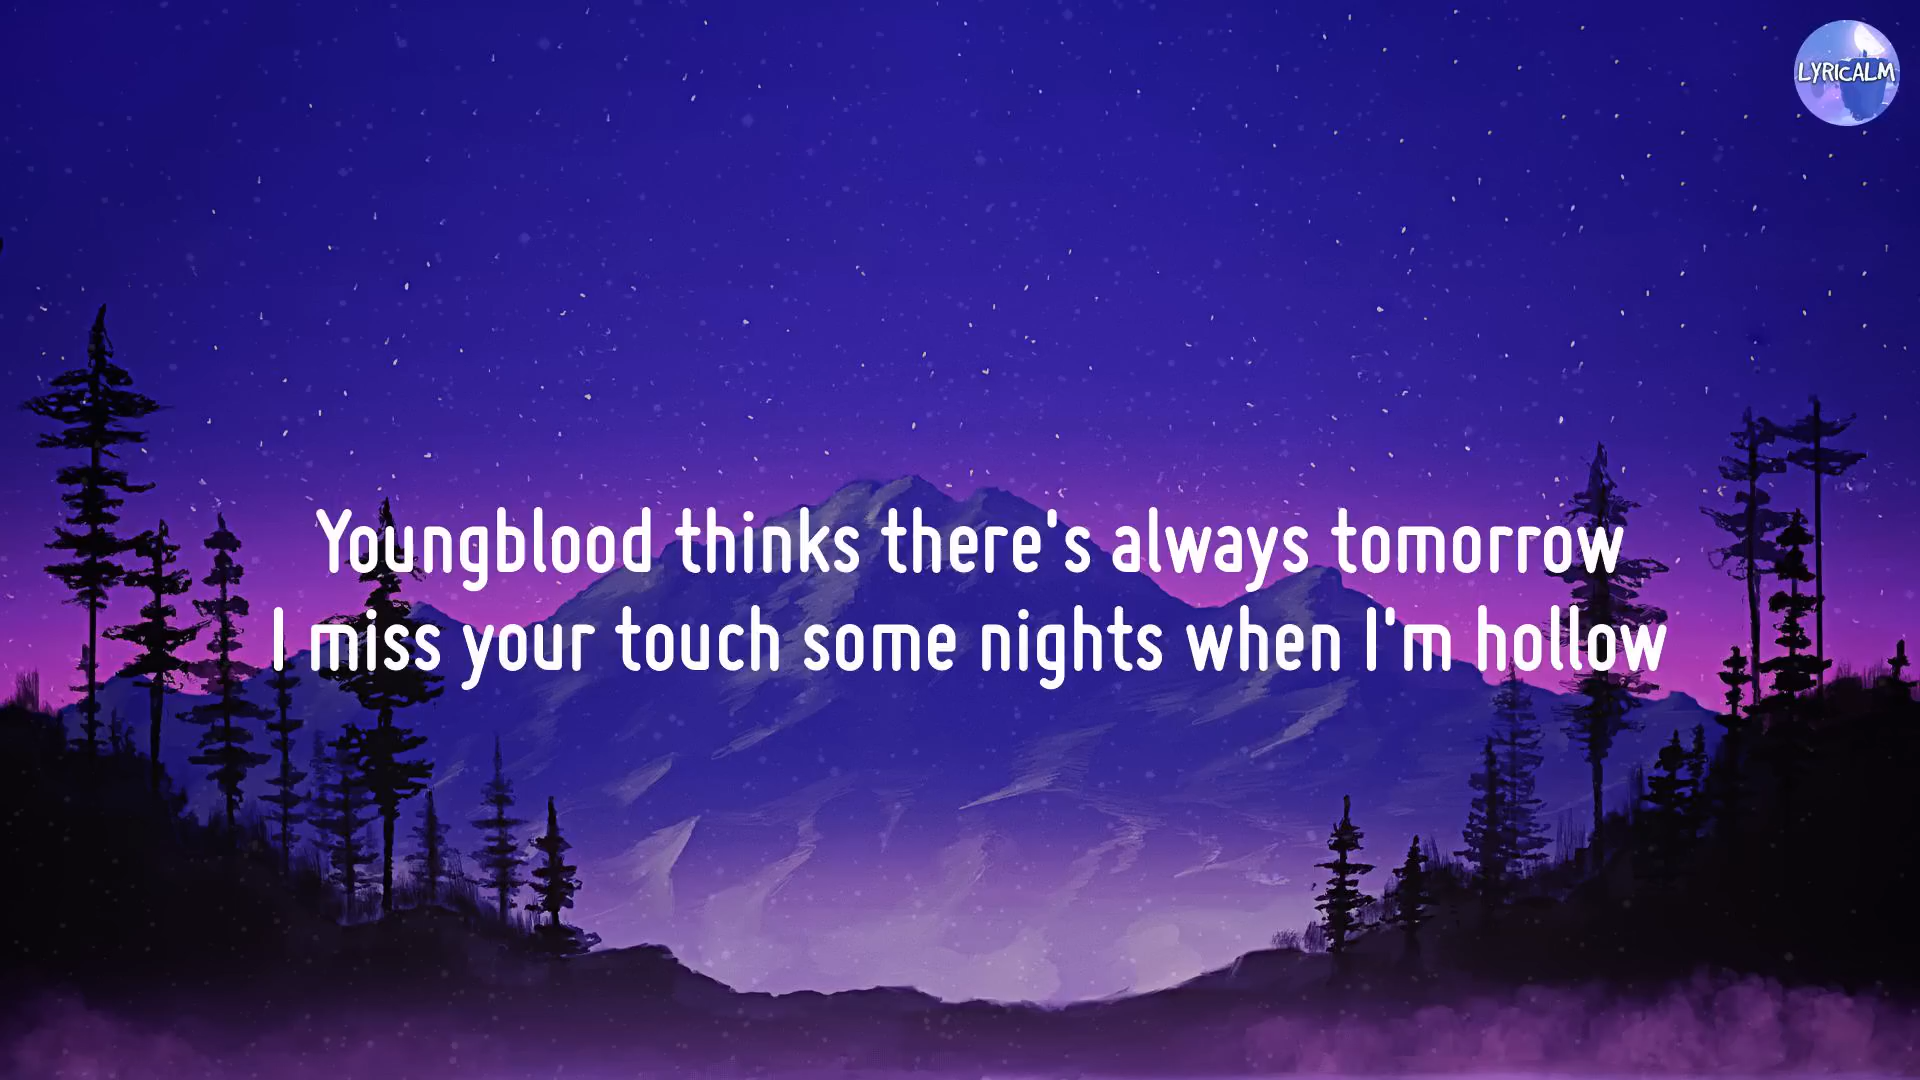 LYRICALM
Youngblood thinks there's always tomorrow
I miss your touch some nights when I'm hollow